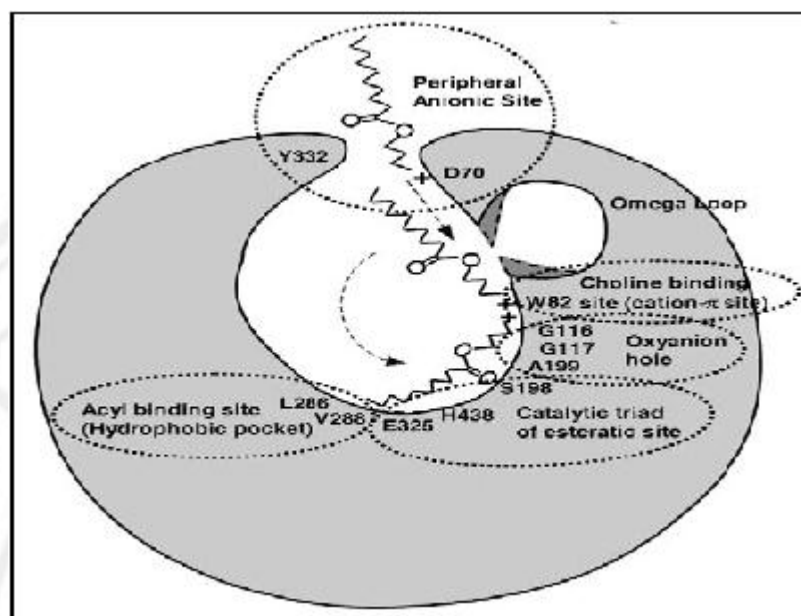 Peripheral
Anionic Site
Y332
D70
Omega Loop
Choline binding
W82 site (cation-π site)
G116
G117
Oxyanion
hole
A199
S198
L286
Acyl binding site
(Hydrophobic pocket)
V288
E325
H438
Catalytic triad
of esteratic site